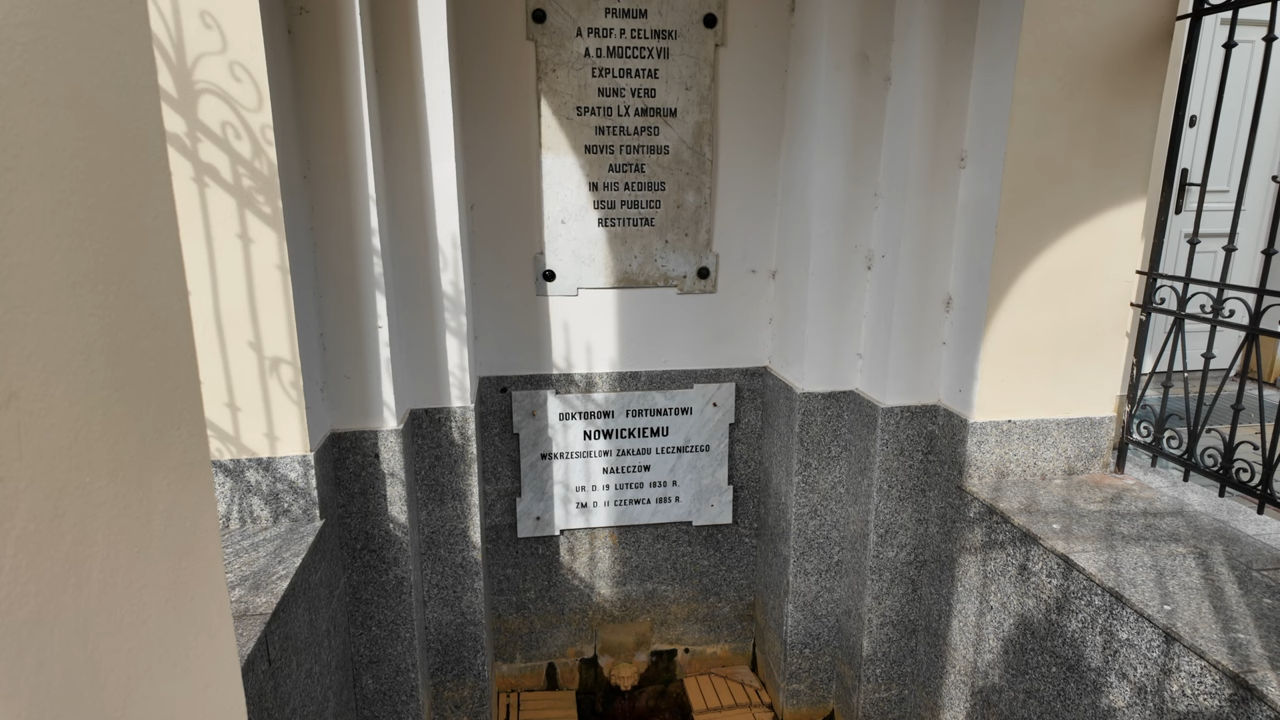 PRIMUM
A PROF. P. CELINSKI
A. D. MDCCCXVII
EXPLORATAE
NUNC VERO
SPATIO LX AMORUM
INTERLAPSO
NOVIS FONTIBUS
AUCTAE
IN HIS AEDIBUS
USUI PUBLICO
RESTITUTAE
DOKTOROWI FORTUNATOWI
NOWICKIEMU
WSKRZESICIELOWI ZAKŁADU LECZNICZEGO
NAŁĘCZÓW
UR. D. 19 LUTEGO 1830 R.
ZM. D. 11 CZERWCA 1885 R.